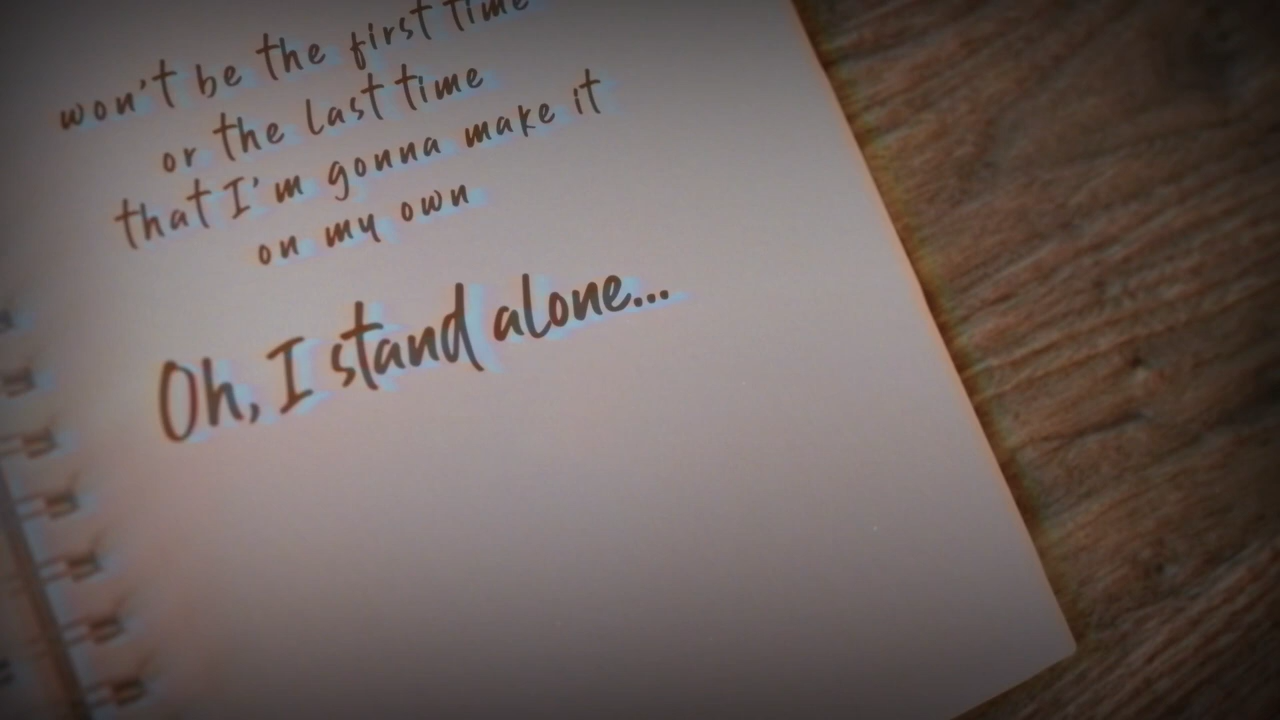 won't be the first time
or the last time
that I'm gonna make it
on my own
Oh, I stand alone...